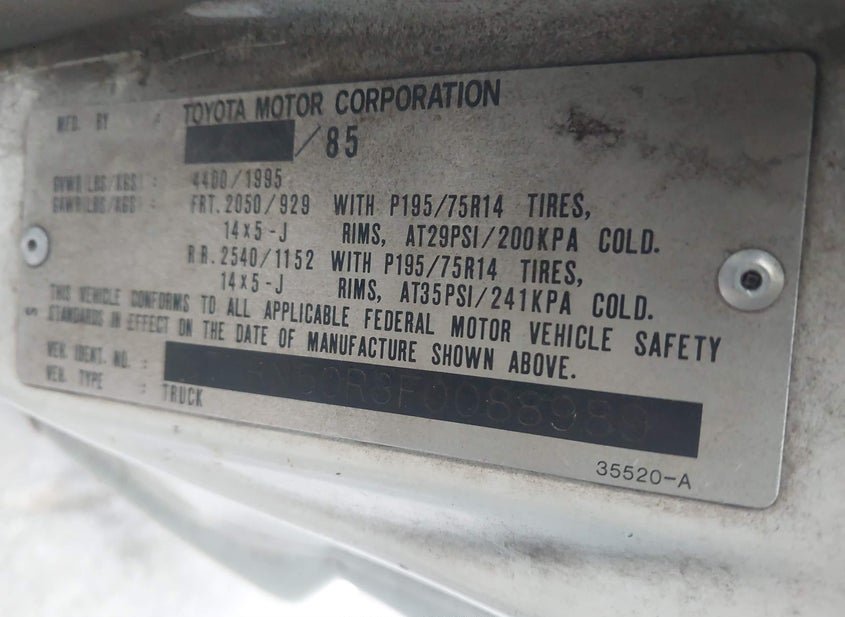 MFD. BY TOYOTA MOTOR CORPORATION
/85
GVWR(LBS/KGS): 4400/1995
GAWR(LBS/KGS) FRT. 2050/929 WITH P195/75R14 TIRES,
14x5-J RIMS, AT29PSI/200KPA COLD.
RR. 2540/1152 WITH P195/75R14 TIRES,
14x5-J RIMS, AT35PSI/241KPA COLD.
THIS VEHICLE CONFORMS TO ALL APPLICABLE FEDERAL MOTOR VEHICLE SAFETY
STANDARDS IN EFFECT ON THE DATE OF MANUFACTURE SHOWN ABOVE.
VEH. IDENT. NO. :
VEH. TYPE : TRUCK
35520-A